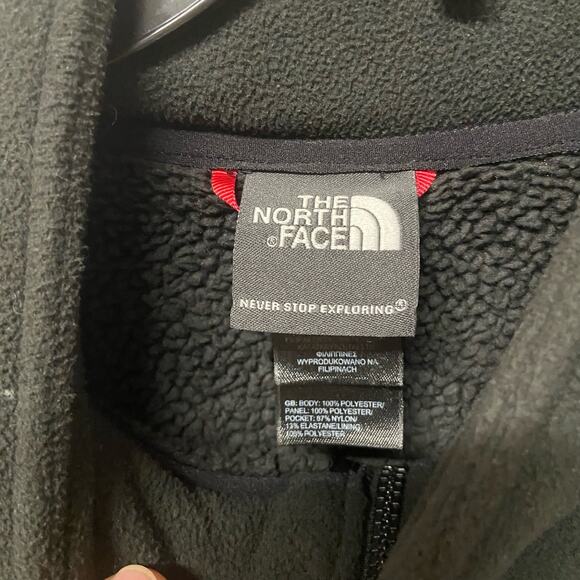 THE
NORTH
FACE
®
NEVER STOP EXPLORING
ΦΙΛΙΠΠΙΝΕΣ
WYPRODUKOWANO NA
FILIPINACH
GB: BODY: 100% POLYESTER/
PANEL: 100% POLYESTER/
POCKET: 87% NYLON/
13% ELASTANE/LINING:
100% POLYESTER